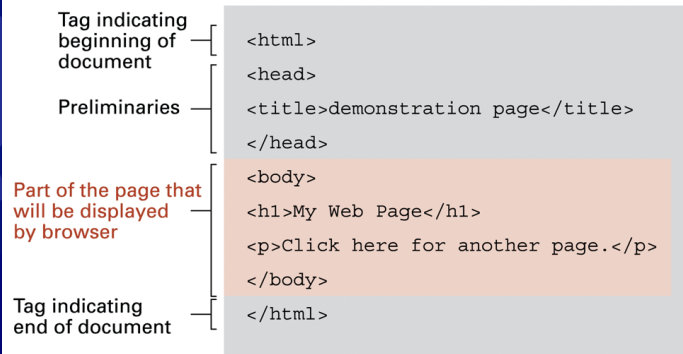 Tag indicating
beginning of
document
<html>
<head>
Preliminaries
<title>demonstration page</title>
</head>
<body>
Part of the page that
will be displayed
by browser
<h1>My Web Page</h1>
<p>Click here for another page.</p>
</body>
Tag indicating
end of document
</html>